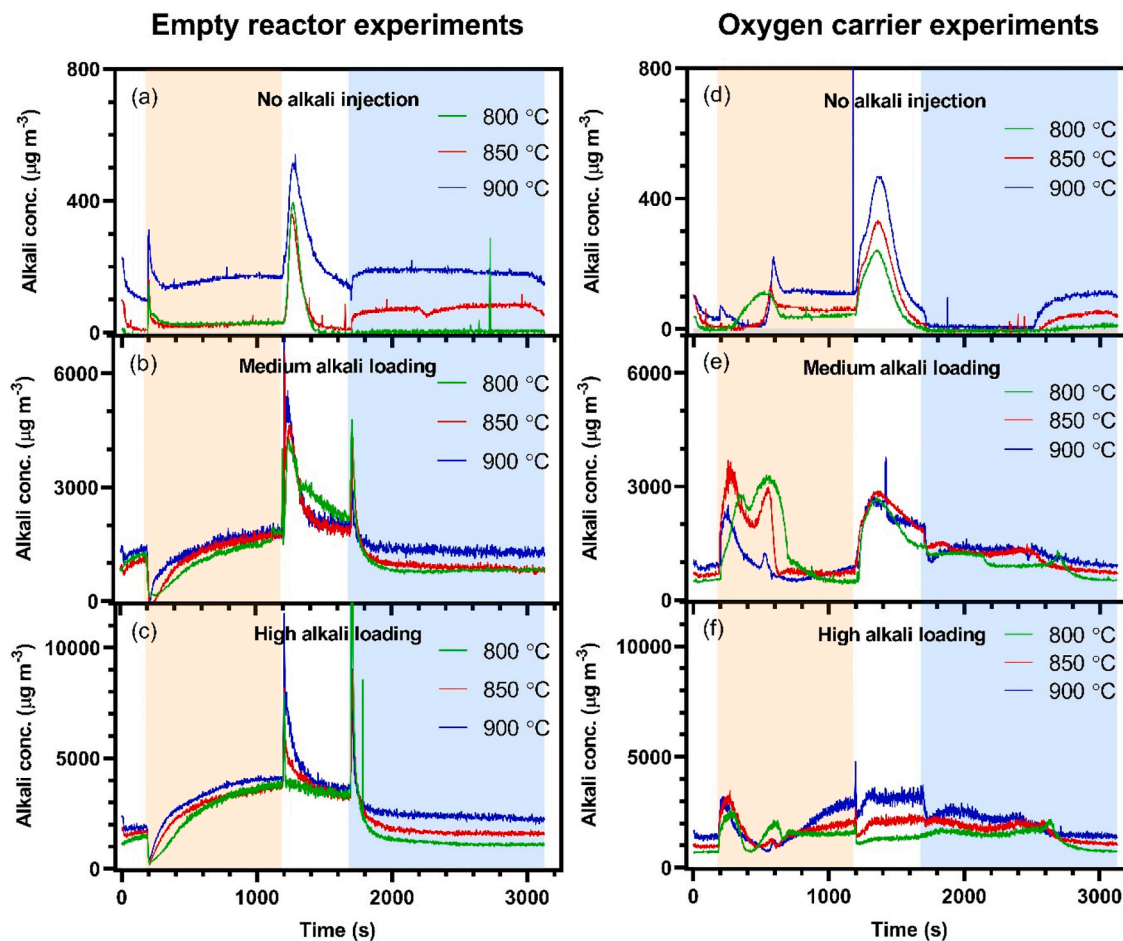 Empty reactor experiments
Oxygen carrier experiments
(a)
No alkali injection
800 °C
850 °C
900 °C
800
400
0
Alkali conc. (µg m-3)
(b)
Medium alkali loading
800 °C
850 °C
900 °C
6000
3000
0
Alkali conc. (µg m-3)
(c)
High alkali loading
800 °C
850 °C
900 °C
10000
5000
0
Alkali conc. (µg m-3)
0 1000 2000 3000
Time (s)
(d)
No alkali injection
800 °C
850 °C
900 °C
800
400
0
Alkali conc. (µg m-3)
(e)
Medium alkali loading
800 °C
850 °C
900 °C
6000
3000
0
Alkali conc. (µg m-3)
(f)
High alkali loading
800 °C
850 °C
900 °C
10000
5000
0
Alkali conc. (µg m-3)
0 1000 2000 3000
Time (s)